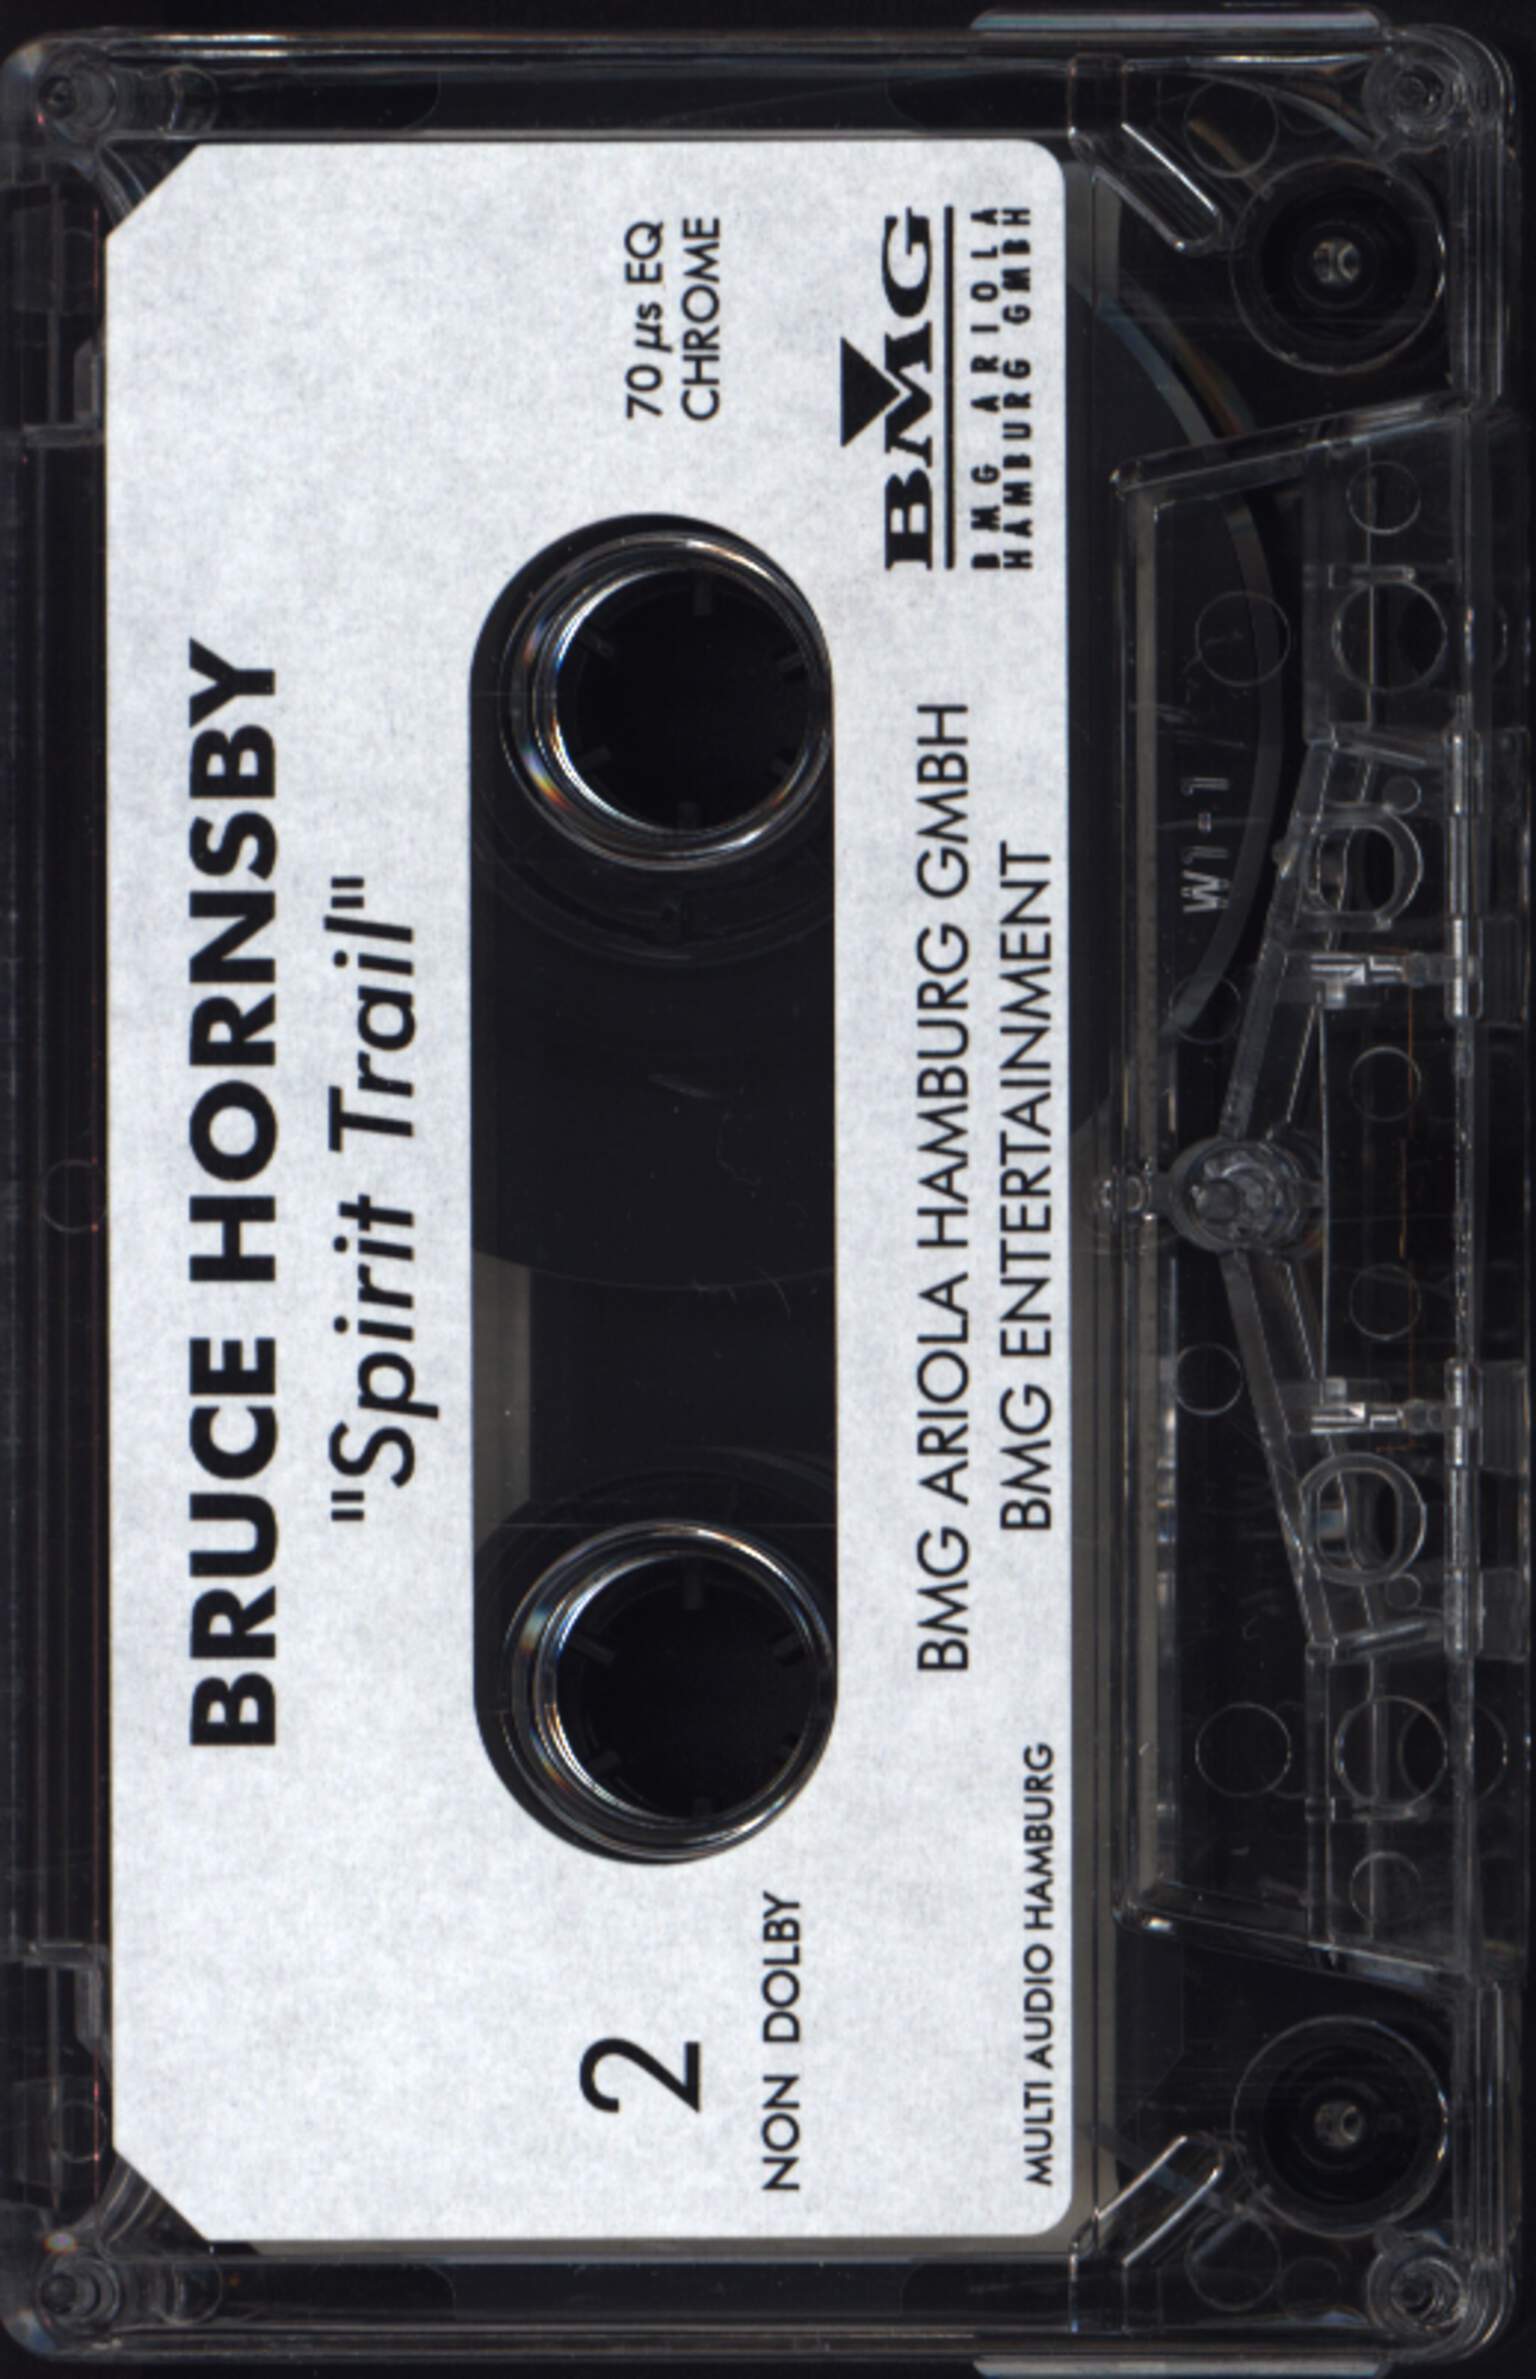 BRUCE HORNSBY
"Spirit Trail"
2
NON DOLBY
70 µs EQ
CHROME
BMG ARIOLA HAMBURG GMBH
BMG ENTERTAINMENT
MULTI AUDIO HAMBURG
BMG
BMG ARIOLA
HAMBURG GMBH
W1-1